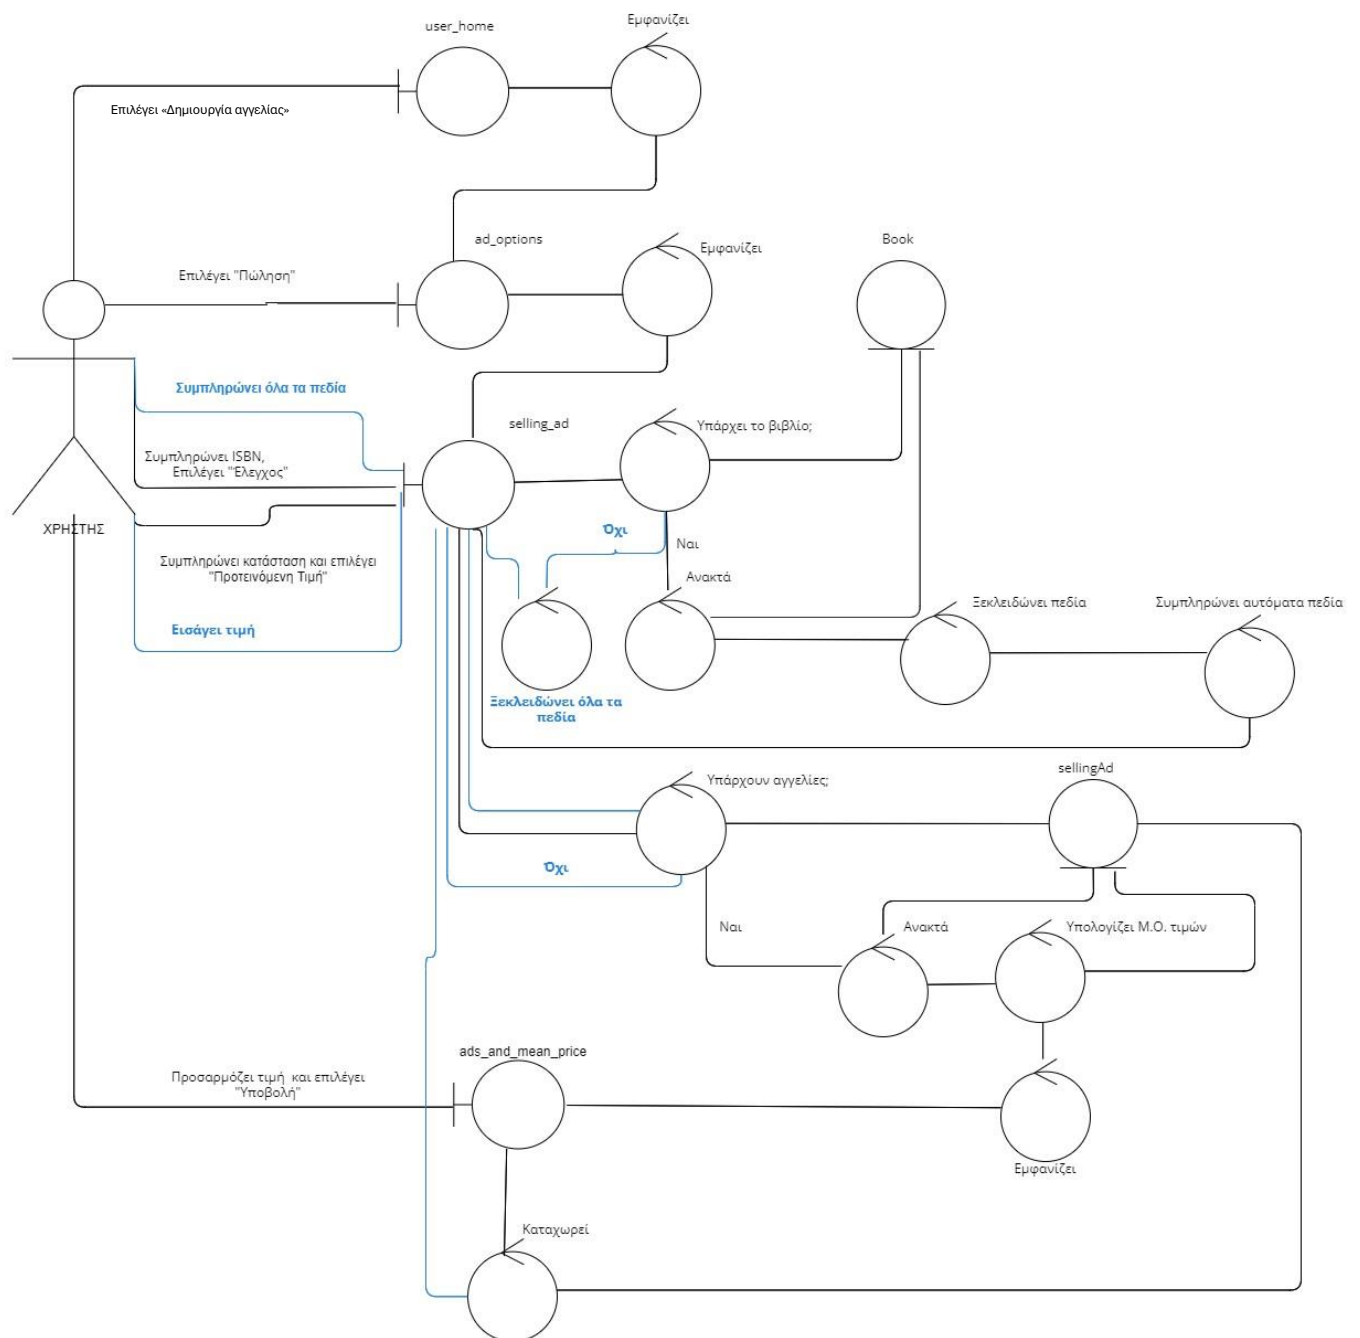 user_home
Εμφανίζει
Επιλέγει «Δημιουργία αγγελίας»
ad_options
Εμφανίζει
Book
Επιλέγει "Πώληση"
Συμπληρώνει όλα τα πεδία
selling_ad
Υπάρχει το βιβλίο;
Συμπληρώνει ISBN,
Επιλέγει "Ελεγχος"
ΧΡΗΣΤΗΣ
Όχι
Ναι
Συμπληρώνει κατάσταση και επιλέγει
"Προτεινόμενη Τιμή"
Ανακτά
Ξεκλειδώνει πεδία
Συμπληρώνει αυτόματα πεδία
Εισάγει τιμή
Ξεκλειδώνει όλα τα
πεδία
Υπάρχουν αγγελίες;
sellingAd
Όχι
Ναι
Ανακτά
Υπολογίζει Μ.Ο. τιμών
ads_and_mean_price
Προσαρμόζει τιμή  και επιλέγει
"Υποβολή"
Εμφανίζει
Καταχωρεί